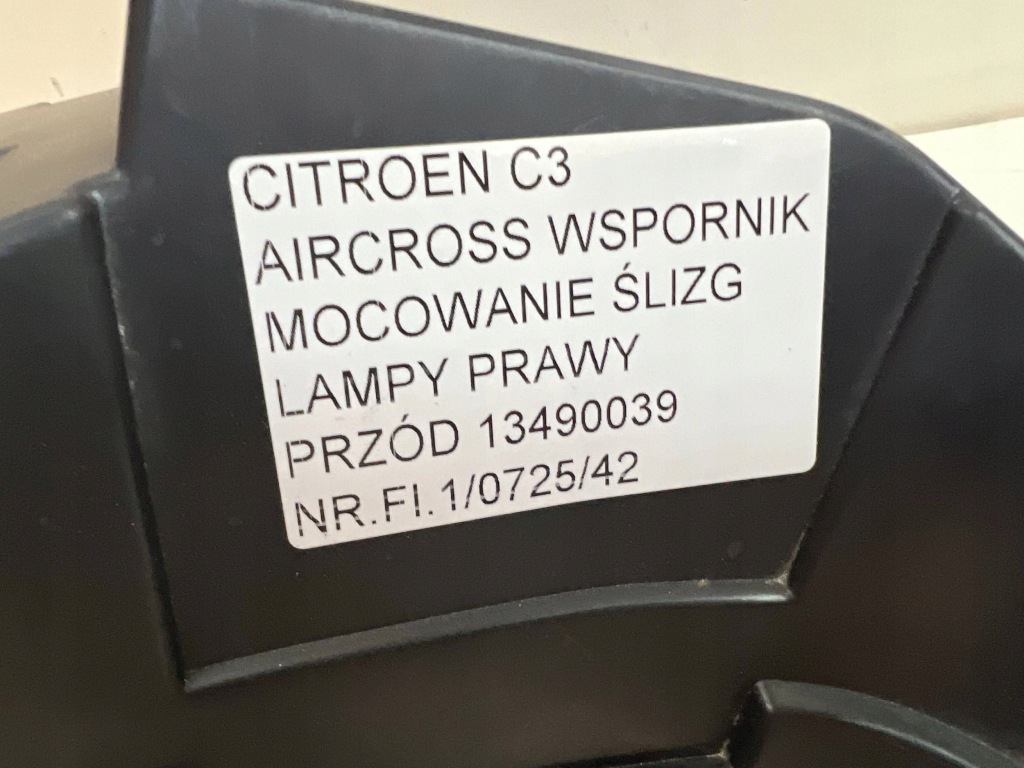 CITROEN C3
AIRCROSS WSPORNIK
MOCOWANIE ŚLIZG
LAMPY PRAWY
PRZÓD 13490039
NR.FI.1/0725/42